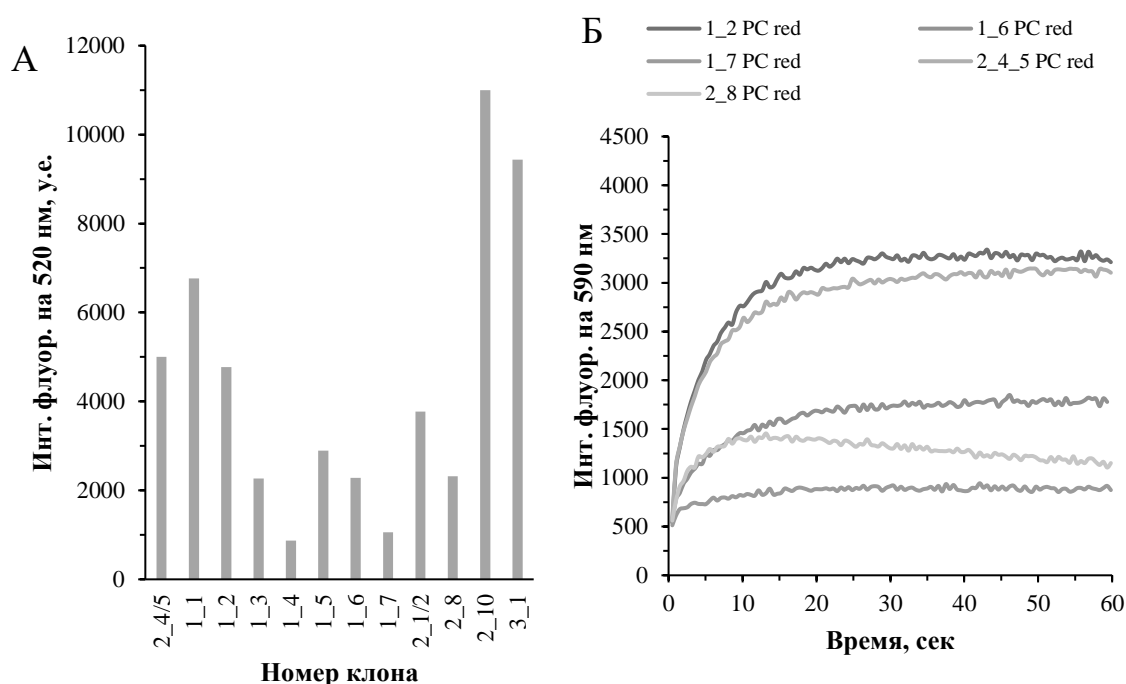 А
12000
10000
8000
6000
4000
2000
0
Инт. флуор. на 520 нм, у.е.
2_4/5
1_1
1_2
1_3
1_4
1_5
1_6
1_7
2_1/2
2_8
2_10
3_1
Номер клона
Б
1_2 PC red
1_6 PC red
1_7 PC red
2_4_5 PC red
2_8 PC red
4500
4000
3500
3000
2500
2000
1500
1000
500
0
Инт. флуор. на 590 нм
0 10 20 30 40 50 60
Время, сек